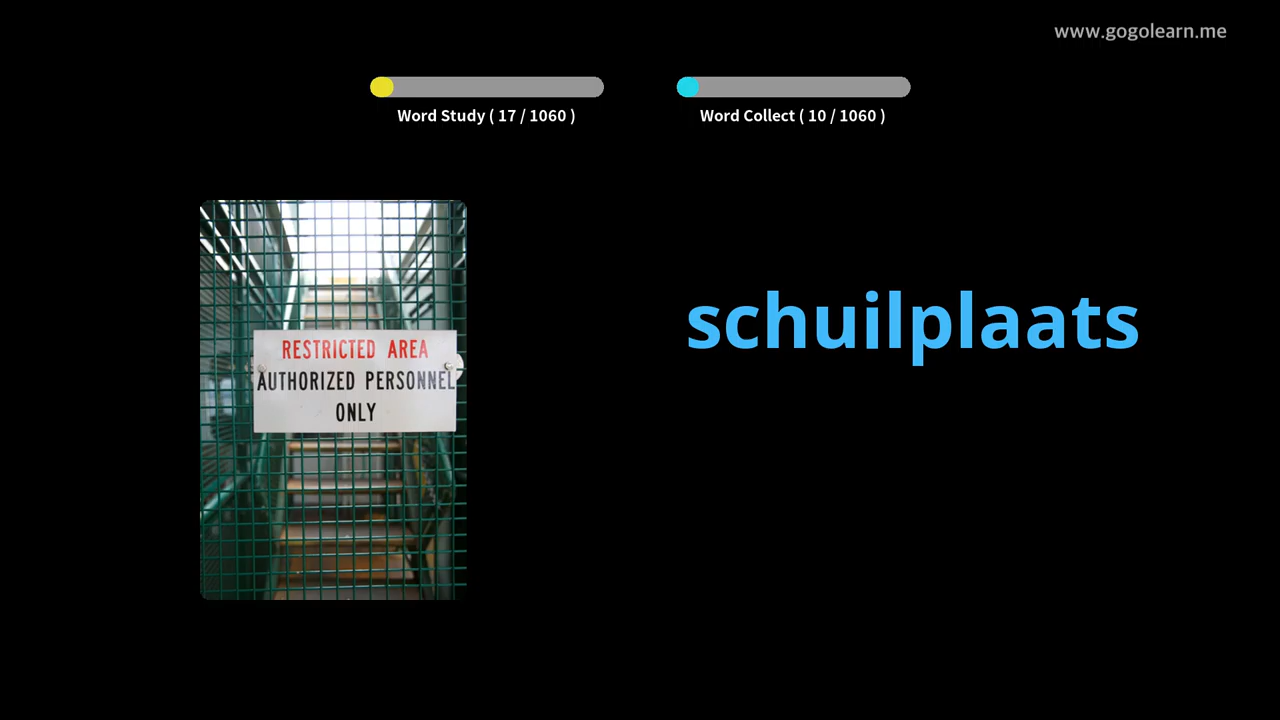 www.gogolearn.me
Word Study ( 17 / 1060 )
Word Collect ( 10 / 1060 )
RESTRICTED AREA
AUTHORIZED PERSONNEL
ONLY
schuilplaats